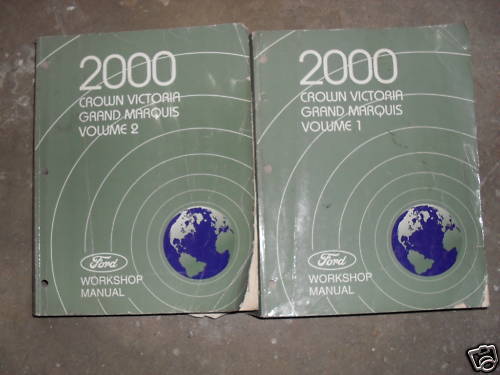 2000
CROWN VICTORIA
GRAND MARQUIS
VOLUME 2
Ford
WORKSHOP
MANUAL
2000
CROWN VICTORIA
GRAND MARQUIS
VOLUME 1
Ford
WORKSHOP
MANUAL